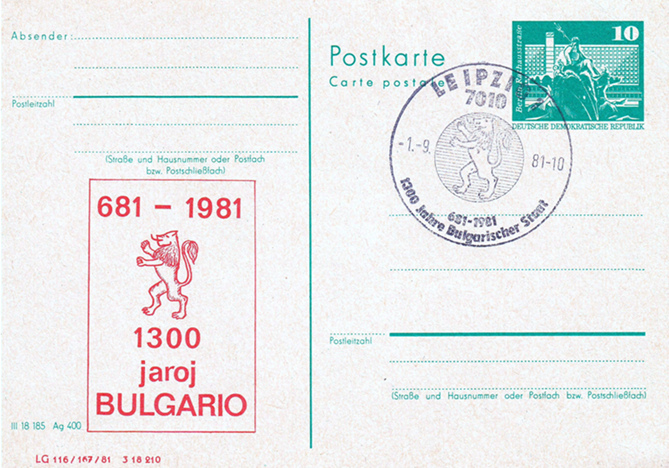 Absender:
Postleitzahl
(Straße und Hausnummer oder Postfach
bzw. Postschließfach)
681 – 1981
1300
jaroj
BULGARIO
III 18 185 Ag 400
LG 116/167/81 3 18 210
Postkarte
Carte postale
LEIPZIG
7010
-1.-9.
81-10
681-1981
1300 Jahre Bulgarischer Staat
10
Berlin, Rathausstraße
DEUTSCHE DEMOKRATISCHE REPUBLIK
Postleitzahl
(Straße und Hausnummer oder Postfach bzw. Postschließfach)